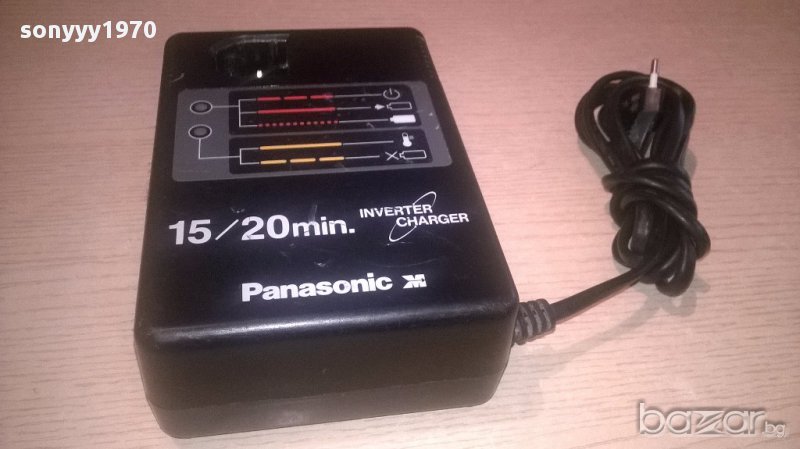 sonyyy1970
15/20min.
INVERTER
CHARGER
Panasonic
bazar.bg